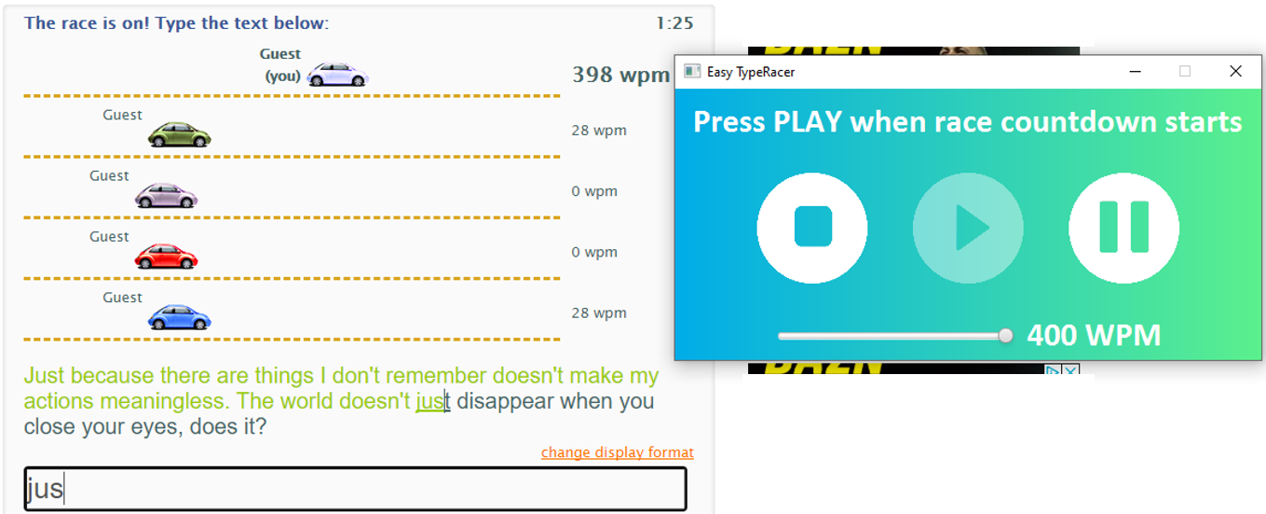 The race is on! Type the text below:
1:25
Guest
(you)
398 wpm
Guest
28 wpm
Guest
0 wpm
Guest
0 wpm
Guest
28 wpm
Just because there are things I don't remember doesn't make my
actions meaningless. The world doesn't just disappear when you
close your eyes, does it?
change display format
jus
Easy TypeRacer
Press PLAY when race countdown starts
400 WPM